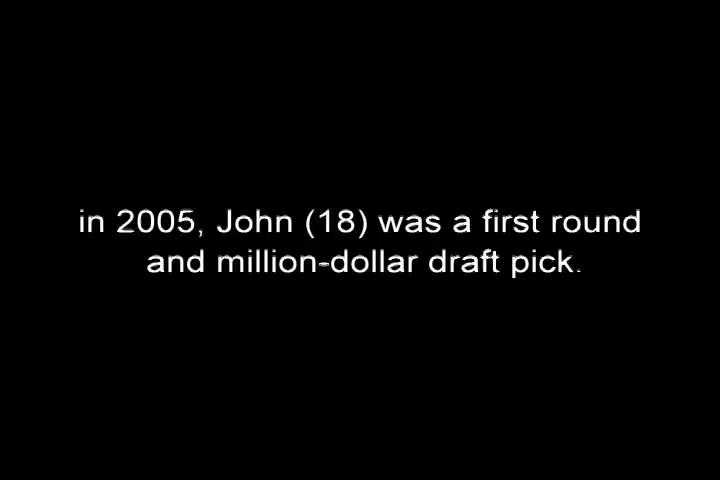 in 2005, John (18) was a first round
and million-dollar draft pick.